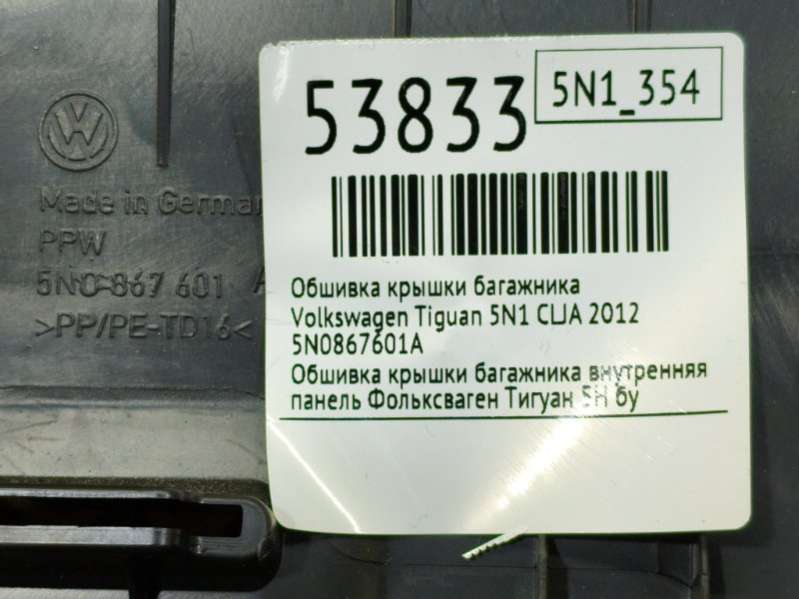 Made in German
PPW
5N0 867 601 A
>PP/PE-TD16<
53833
5N1_354
Обшивка крышки багажника
Volkswagen Tiguan 5N1 CLJA 2012
5N0867601A
Обшивка крышки багажника внутренняя
панель Фольксваген Тигуан 5Н бу